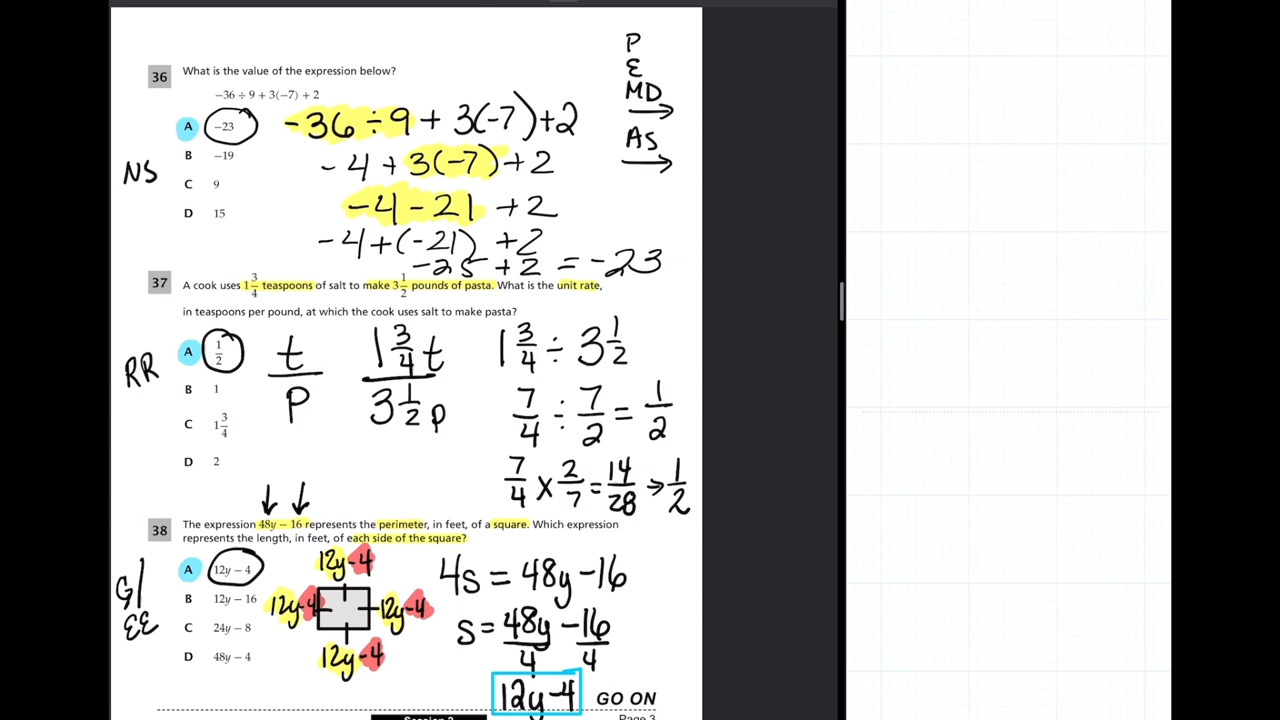 P
E
MD
AS
36 What is the value of the expression below?
−36 ÷ 9 + 3(−7) + 2
A −23
B −19
C 9
D 15
NS
-36 ÷ 9 + 3(-7) + 2
- 4 + 3(-7) + 2
-4 - 21 + 2
-4 + (-21) + 2
-25 + 2 = -23
37 A cook uses 1 3/4 teaspoons of salt to make 3 1/2 pounds of pasta. What is the unit rate,
in teaspoons per pound, at which the cook uses salt to make pasta?
A 1/2
B 1
C 1 3/4
D 2
RR
t/P
1 3/4 t / 3 1/2 p
1 3/4 ÷ 3 1/2
7/4 ÷ 7/2 = 1/2
7/4 x 2/7 = 14/28 → 1/2
↓ ↓
38 The expression 48y − 16 represents the perimeter, in feet, of a square. Which expression
represents the length, in feet, of each side of the square?
A 12y − 4
B 12y − 16
C 24y − 8
D 48y − 4
G/
EE
12y-4
12y-4
12y-4
12y-4
4s = 48y - 16
s = 48y/4 - 16/4
12y-4
GO ON
Session 2
Page 3